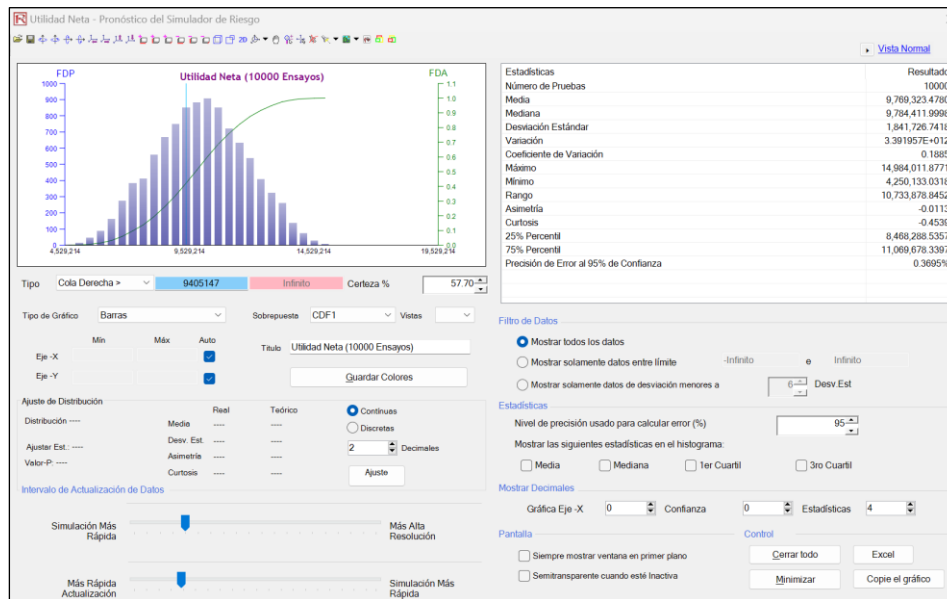 Utilidad Neta - Pronóstico del Simulador de Riesgo
2D
Vista Normal
FDP
Utilidad Neta (10000 Ensayos)
FDA
1000
900
800
700
600
500
400
300
200
100
0
1.1
1.0
0.9
0.8
0.7
0.6
0.5
0.4
0.3
0.2
0.1
0.0
4,529,214 9,529,214 14,529,214 19,529,214
Tipo Cola Derecha > 9405147 Infinito Certeza % 57.70
Tipo de Gráfico Barras Sobrepuesta CDF1 Vistas
Min Máx Auto
Eje -X
Eje -Y
Titulo Utilidad Neta (10000 Ensayos)
Guardar Colores
Ajuste de Distribución
Real Teórico
Distribución ----
Media ---- ----
Desv. Est. ---- ----
Ajustar Est.: ----
Asimetría ---- ----
Valor-P: ----
Curtosis ---- ----
Contínuas
Discretas
2 Decimales
Ajuste
Intervalo de Actualización de Datos
Simulación Más Rápida
Más Alta Resolución
Más Rápida Actualización
Simulación Más Rápida
Estadísticas Resultado
Número de Pruebas 10000
Media 9,769,323.4780
Mediana 9,784,411.9998
Desviación Estándar 1,841,726.7418
Variación 3.391957E+012
Coeficiente de Variación 0.1885
Máximo 14,984,011.8771
Mínimo 4,250,133.0318
Rango 10,733,878.8452
Asimetría -0.0113
Curtosis -0.4539
25% Percentil 8,468,288.5357
75% Percentil 11,069,678.3397
Precisión de Error al 95% de Confianza 0.3695%
Filtro de Datos
Mostrar todos los datos
Mostrar solamente datos entre límite -Infinito e Infinito
Mostrar solamente datos de desviación menores a 6 Desv.Est
Estadísticas
Nivel de precisión usado para calcular error (%) 95
Mostrar las siguientes estadísticas en el histograma:
Media Mediana 1er Cuartil 3ro Cuartil
Mostrar Decimales
Gráfica Eje -X 0 Confianza 0 Estadísticas 4
Pantalla
Siempre mostrar ventana en primer plano
Semitransparente cuando esté Inactiva
Control
Cerrar todo Excel
Minimizar Copie el gráfico